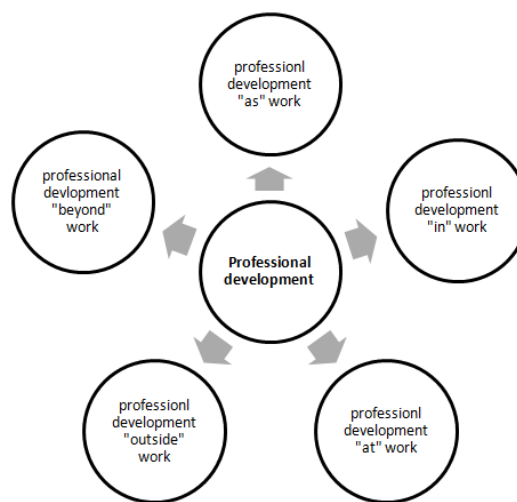 professionl
development
"as" work
professional
devlopment
"beyond"
work
professionl
development
"in" work
Professional
development
professionl
development
"outside"
work
professionl
development
"at" work